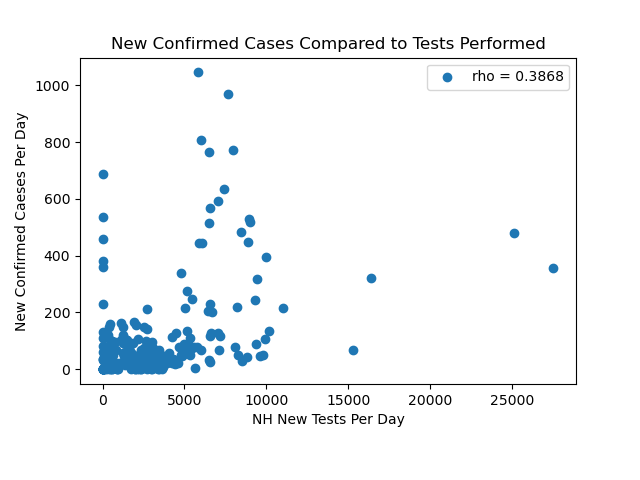 New Confirmed Cases Compared to Tests Performed
rho = 0.3868
1000
800
600
400
200
0
New Confirmed Caeses Per Day
0 5000 10000 15000 20000 25000
NH New Tests Per Day